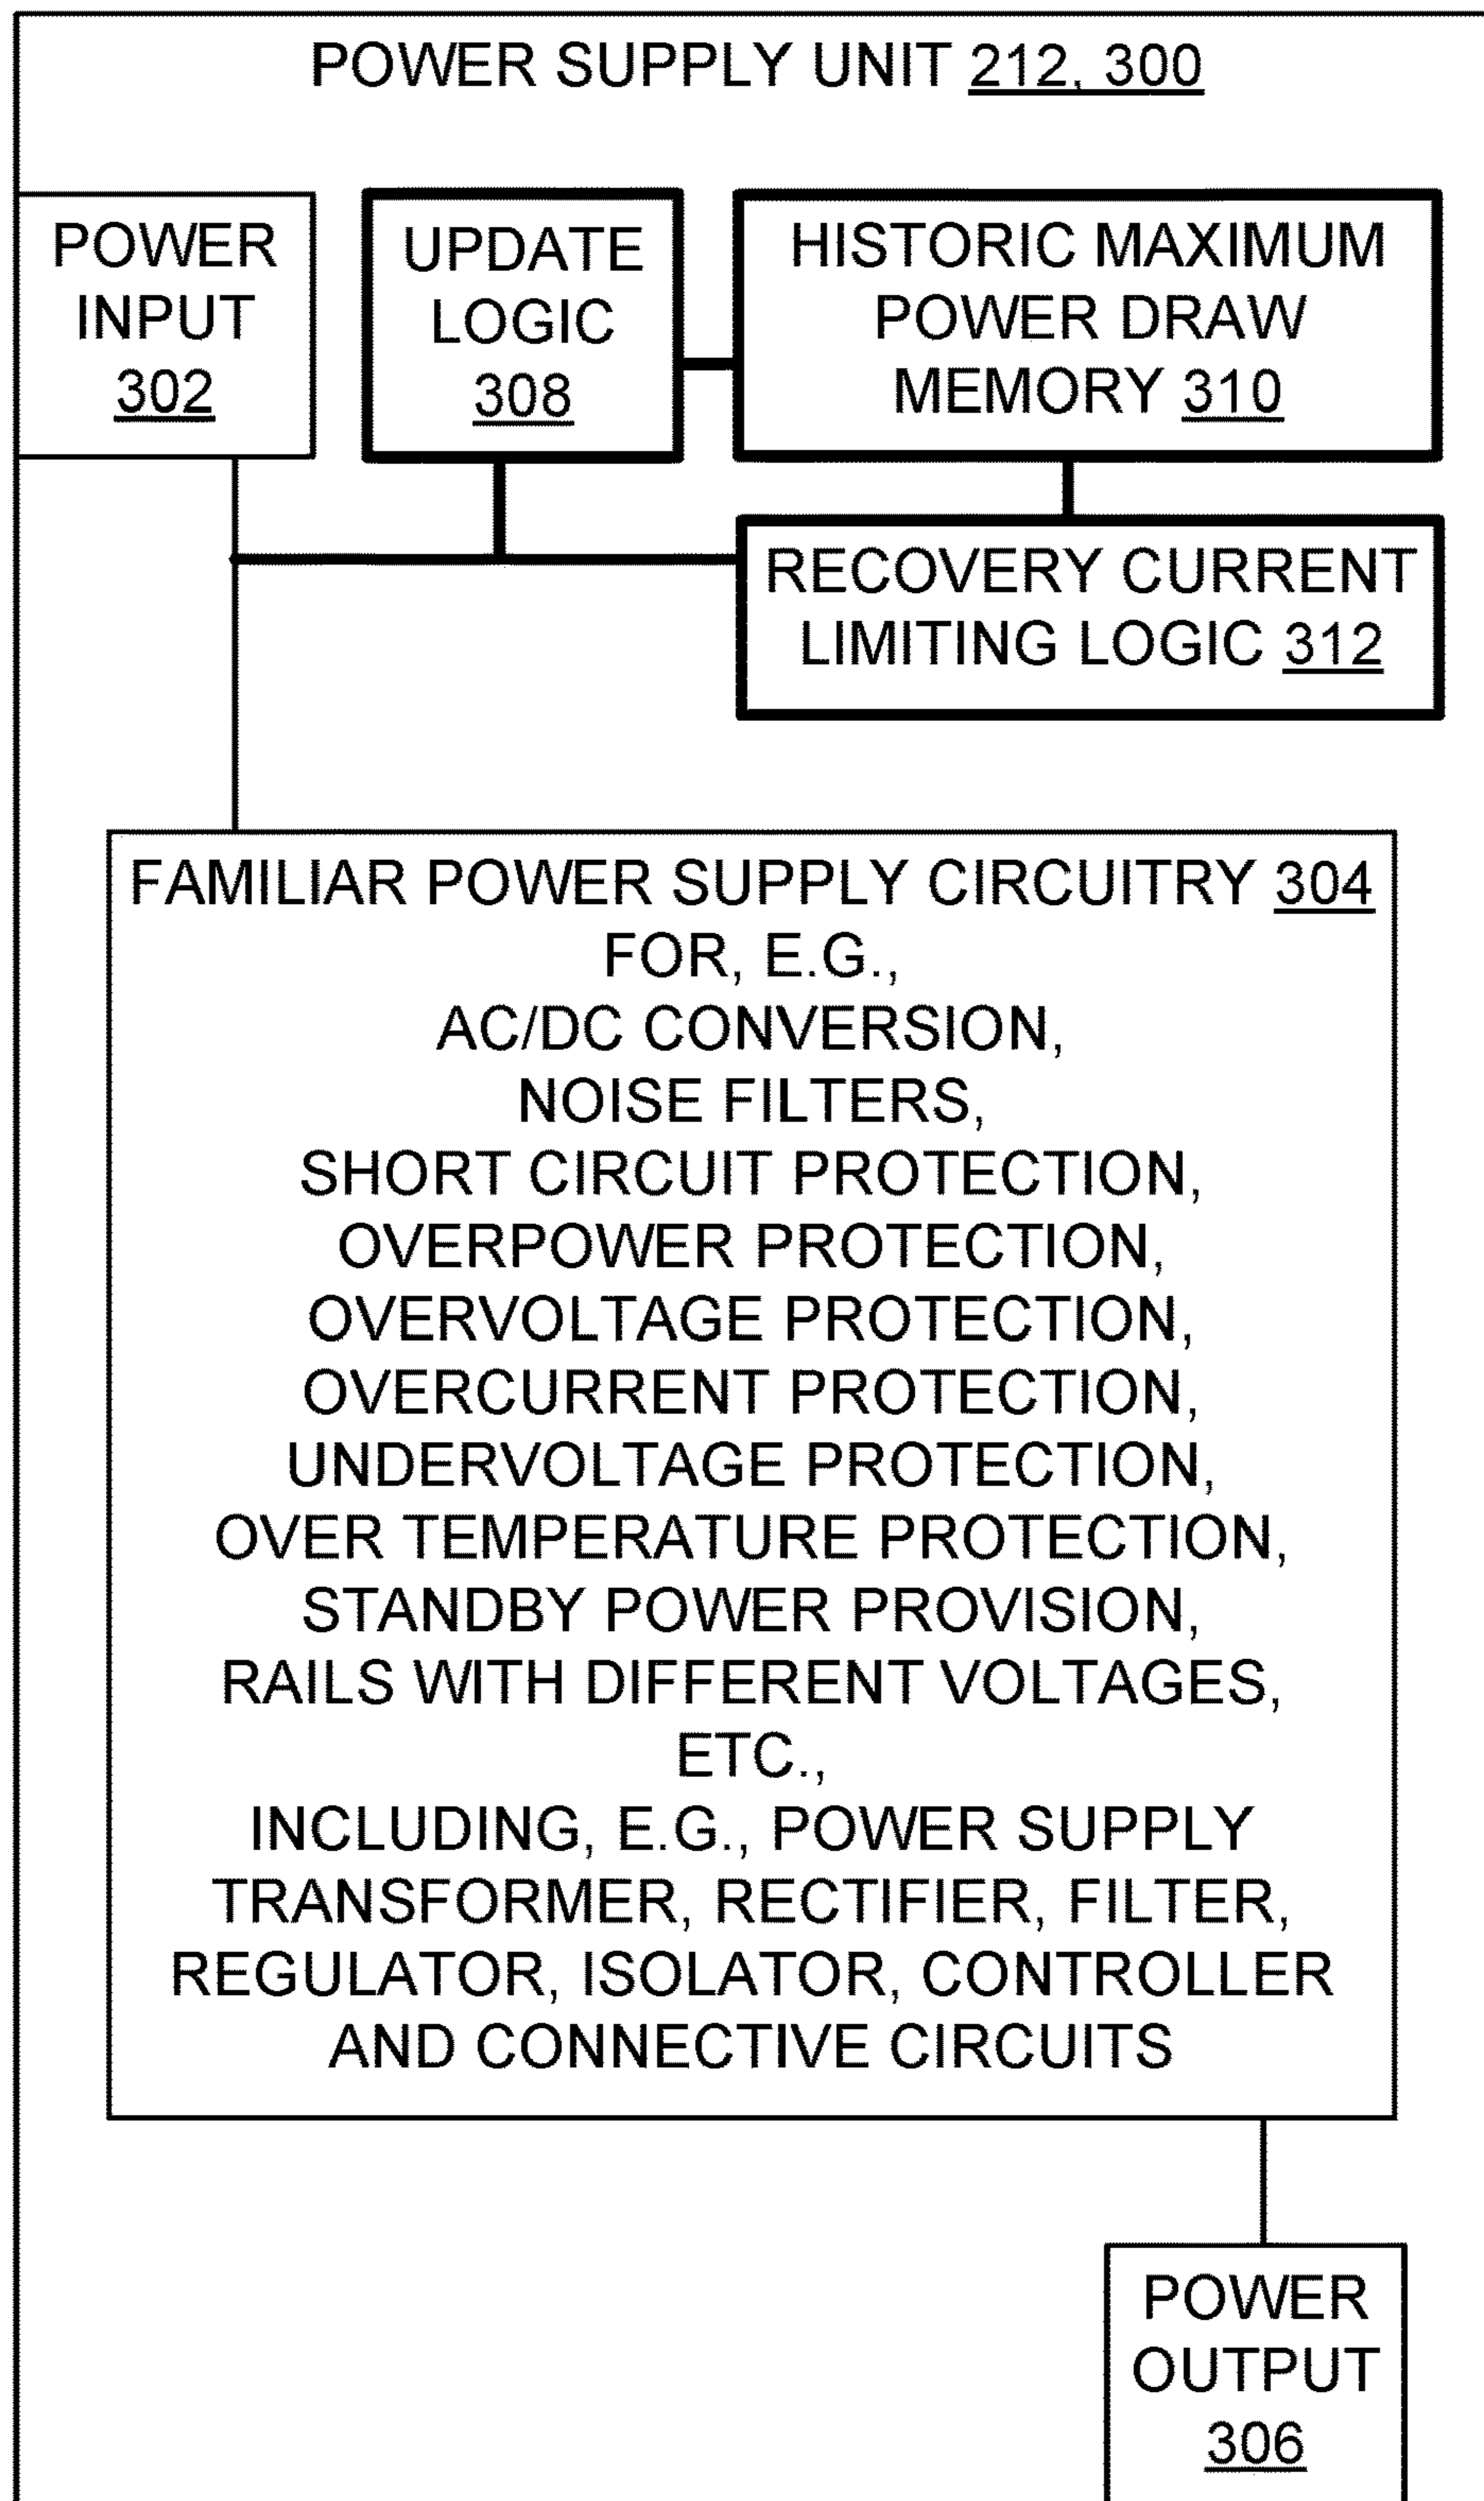 POWER SUPPLY UNIT 212, 300
POWER
INPUT
302
UPDATE
LOGIC
308
HISTORIC MAXIMUM
POWER DRAW
MEMORY 310
RECOVERY CURRENT
LIMITING LOGIC 312
FAMILIAR POWER SUPPLY CIRCUITRY 304
FOR, E.G.,
AC/DC CONVERSION,
NOISE FILTERS,
SHORT CIRCUIT PROTECTION,
OVERPOWER PROTECTION,
OVERVOLTAGE PROTECTION,
OVERCURRENT PROTECTION,
UNDERVOLTAGE PROTECTION,
OVER TEMPERATURE PROTECTION,
STANDBY POWER PROVISION,
RAILS WITH DIFFERENT VOLTAGES,
ETC.,
INCLUDING, E.G., POWER SUPPLY
TRANSFORMER, RECTIFIER, FILTER,
REGULATOR, ISOLATOR, CONTROLLER
AND CONNECTIVE CIRCUITS
POWER
OUTPUT
306